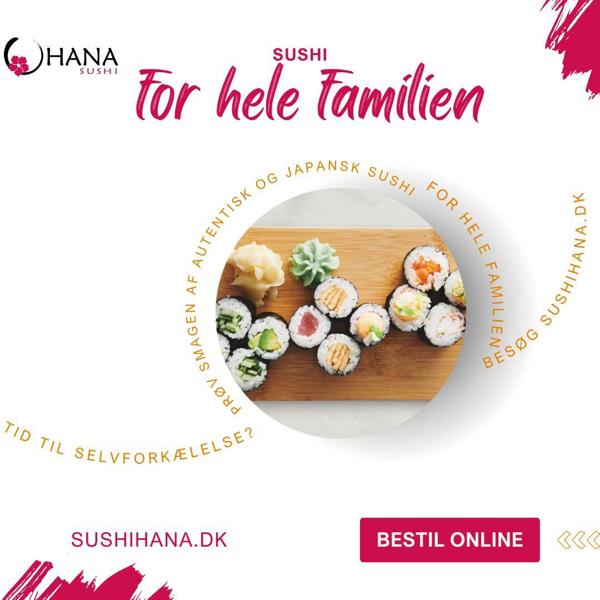 HANA
SUSHI
SUSHI
For hele Familien
TID TIL SELVFORKÆLELSE?
PRØV SMAGEN AF AUTENTISK OG JAPANSK SUSHI
FOR HELE FAMILIEN
BESØG SUSHIHANA.DK
SUSHIHANA.DK
BESTIL ONLINE